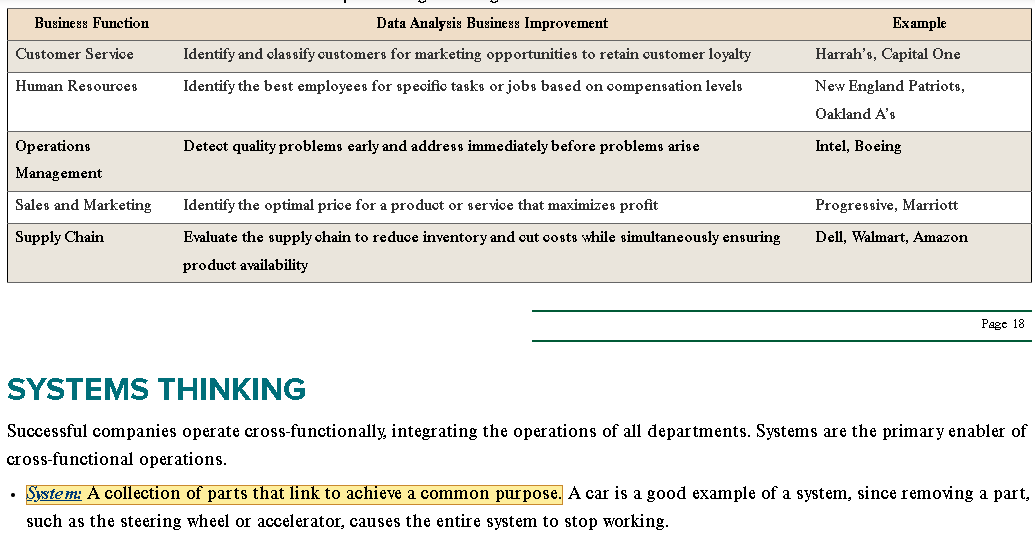 Business Function Data Analysis Business Improvement Example
Customer Service Identify and classify customers for marketing opportunities to retain customer loyalty Harrah's, Capital One
Human Resources Identify the best employees for specific tasks or jobs based on compensation levels New England Patriots,
Oakland A's
Operations Detect quality problems early and address immediately before problems arise Intel, Boeing
Management
Sales and Marketing Identify the optimal price for a product or service that maximizes profit Progressive, Marriott
Supply Chain Evaluate the supply chain to reduce inventory and cut costs while simultaneously ensuring Dell, Walmart, Amazon
product availability
Page 18
SYSTEMS THINKING
Successful companies operate cross-functionally, integrating the operations of all departments. Systems are the primary enabler of
cross-functional operations.
• System: A collection of parts that link to achieve a common purpose. A car is a good example of a system, since removing a part,
such as the steering wheel or accelerator, causes the entire system to stop working.